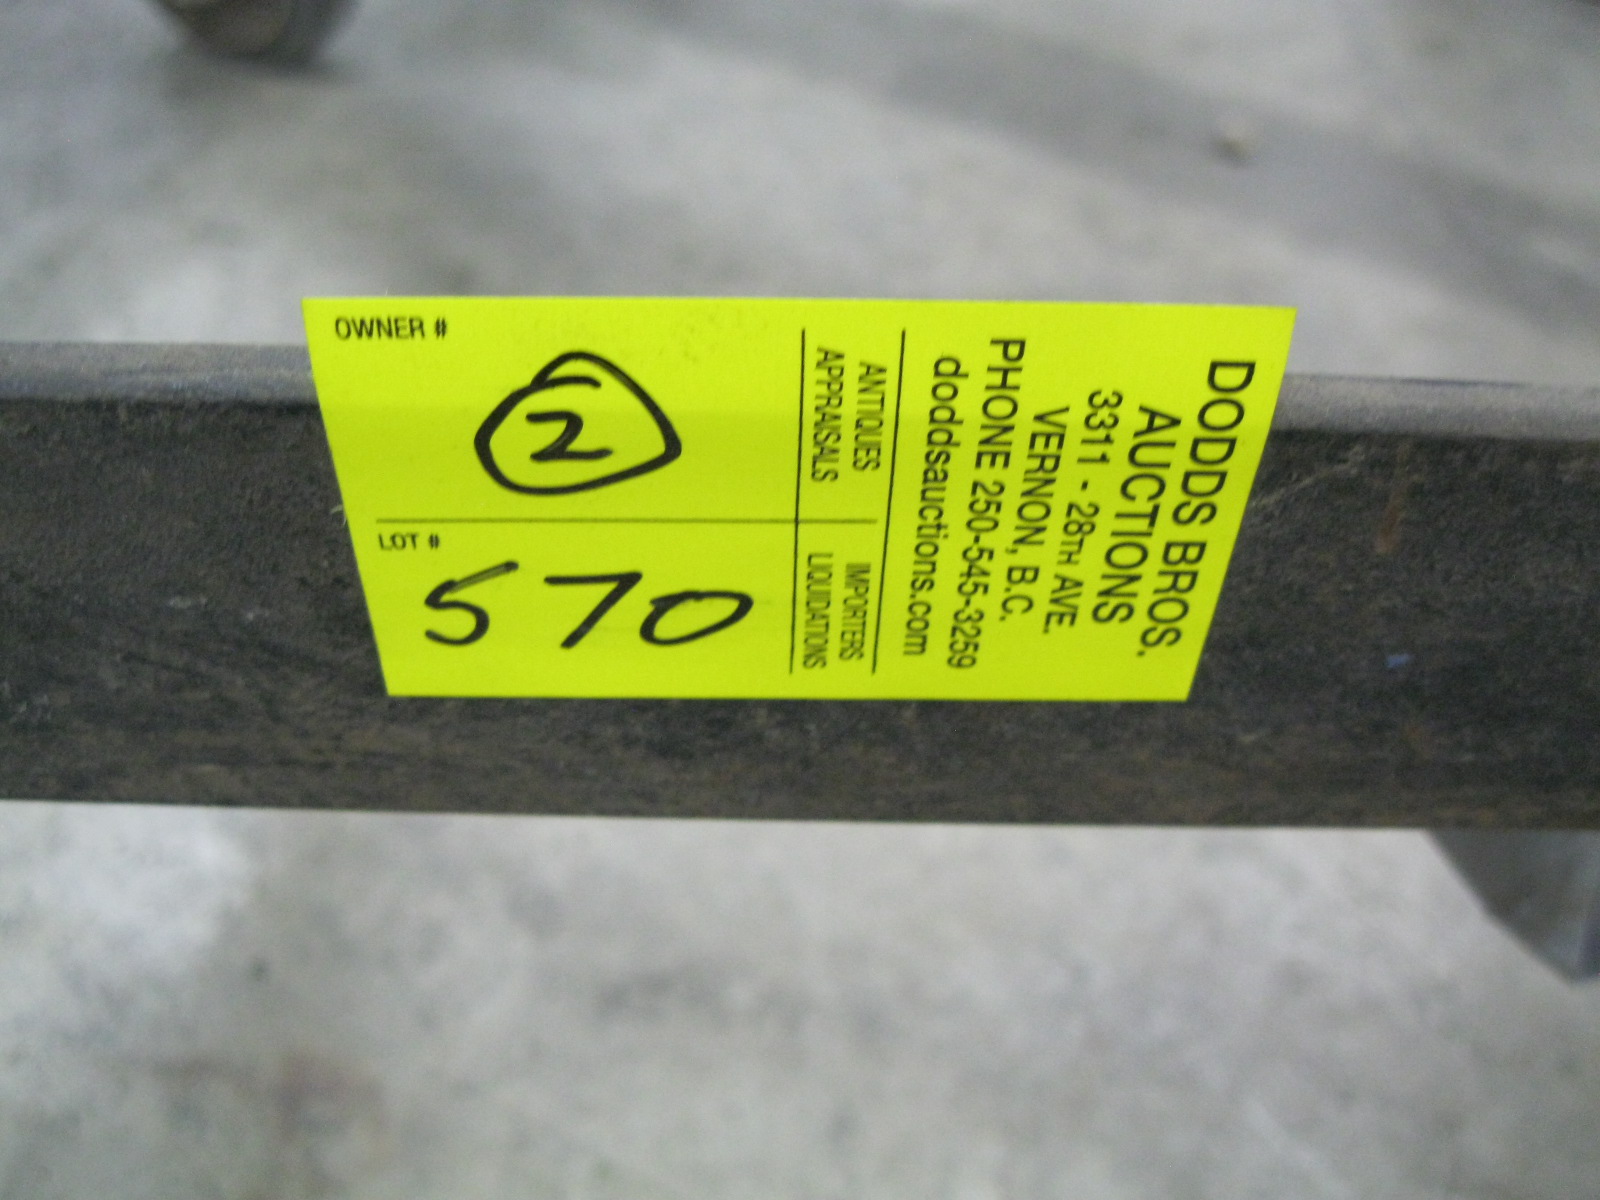 OWNER #
2
LOT #
570
ANTIQUES
APPRAISALS
IMPORTERS
LIQUIDATIONS
DODDS BROS.
AUCTIONS
3311 - 28TH AVE.
VERNON, B.C.
PHONE 250-545-3259
doddsauctions.com